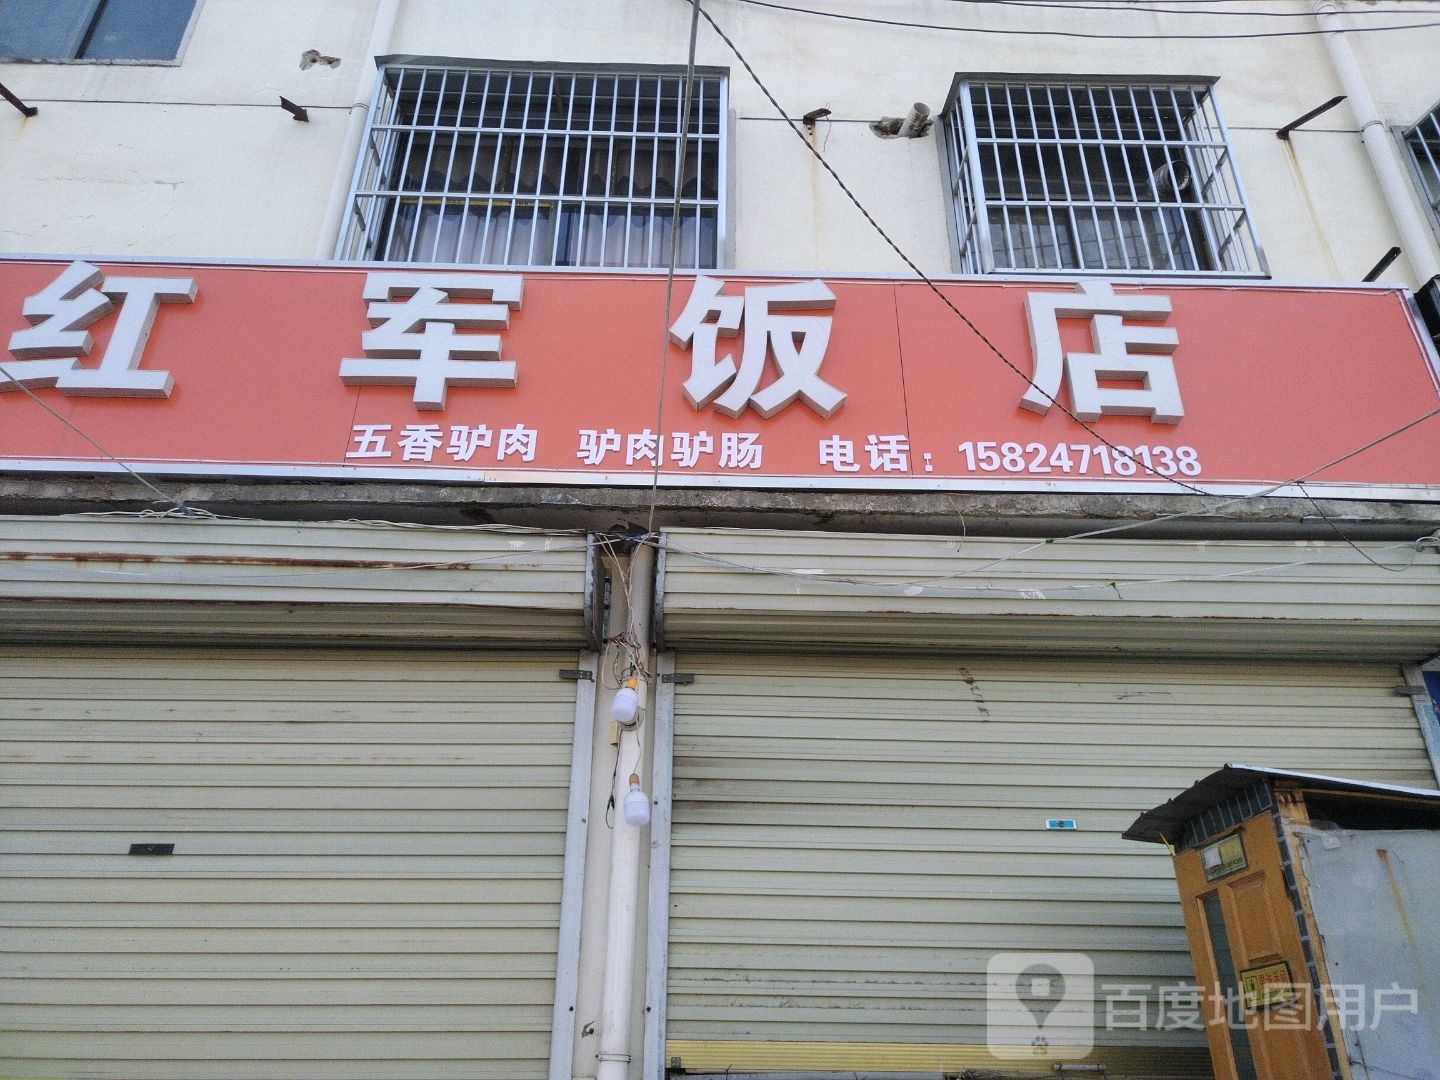 红军饭店
五香驴肉 驴肉驴肠 电话：15824718138
百度地图用户